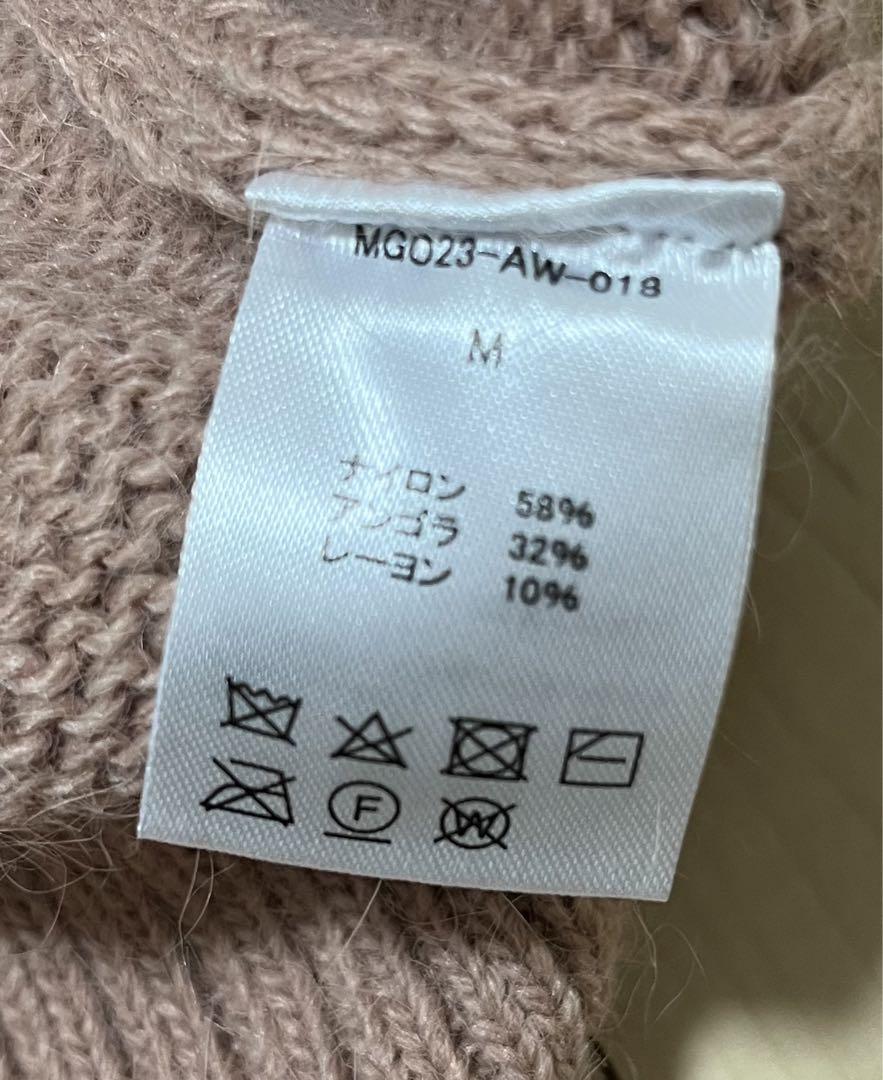 MGO23-AW-018
M
ナイロン 58%
アンゴラ 32%
レーヨン 10%
F
W